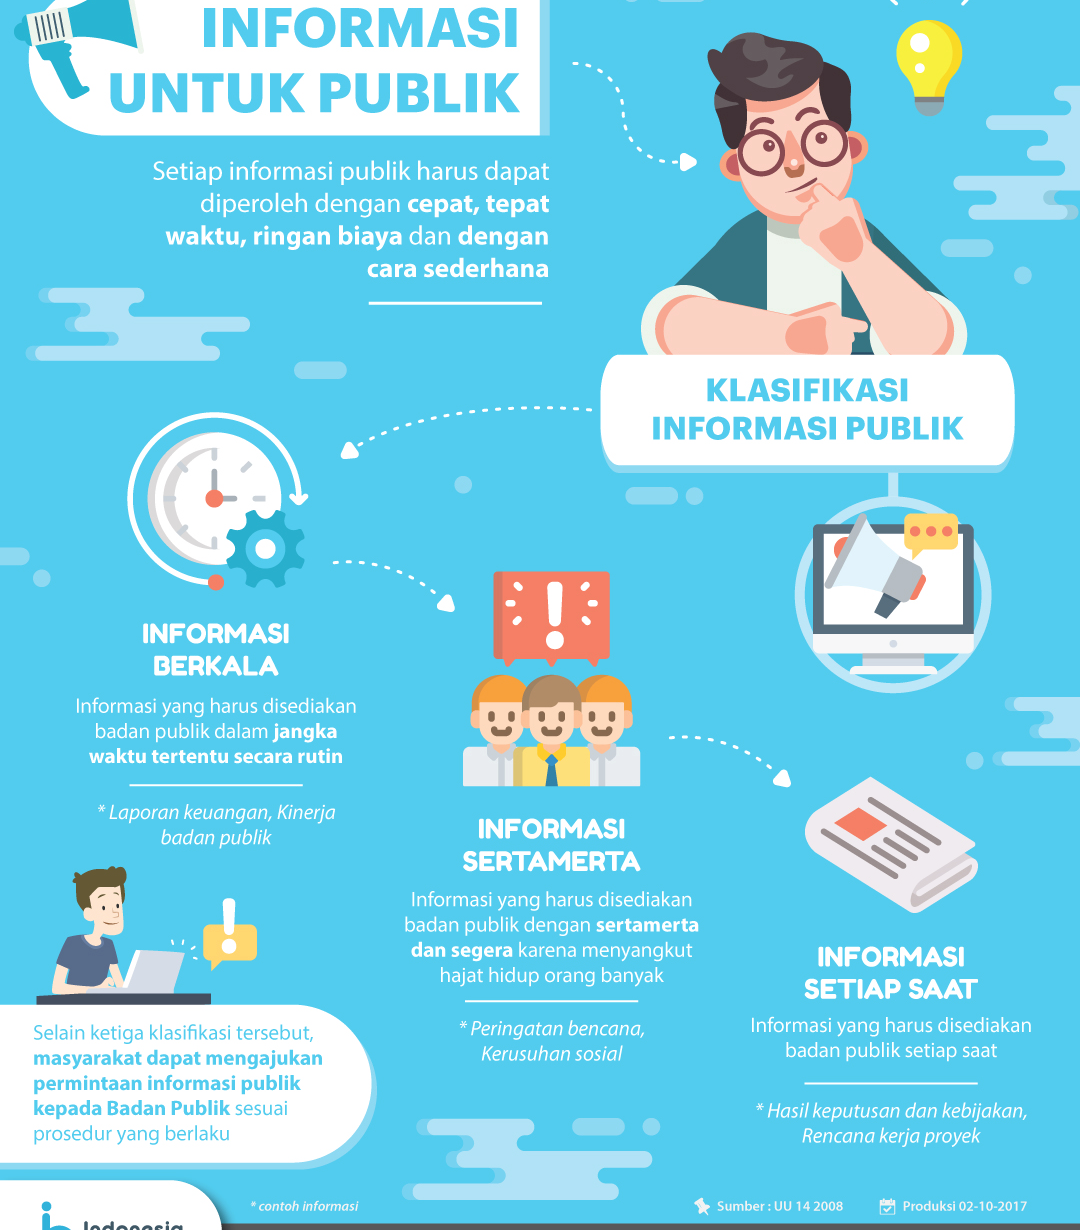 INFORMASI
UNTUK PUBLIK
Setiap informasi publik harus dapat
diperoleh dengan cepat, tepat
waktu, ringan biaya dan dengan
cara sederhana
KLASIFIKASI
INFORMASI PUBLIK
INFORMASI
BERKALA
Informasi yang harus disediakan
badan publik dalam jangka
waktu tertentu secara rutin
* Laporan keuangan, Kinerja
badan publik
INFORMASI
SERTAMERTA
Informasi yang harus disediakan
badan publik dengan sertamerta
dan segera karena menyangkut
hajat hidup orang banyak
* Peringatan bencana,
Kerusuhan sosial
INFORMASI
SETIAP SAAT
Informasi yang harus disediakan
badan publik setiap saat
* Hasil keputusan dan kebijakan,
Rencana kerja proyek
Selain ketiga klasifikasi tersebut,
masyarakat dapat mengajukan
permintaan informasi publik
kepada Badan Publik sesuai
prosedur yang berlaku
* contoh informasi
Sumber : UU 14 2008
Produksi 02-10-2017
Indonesia